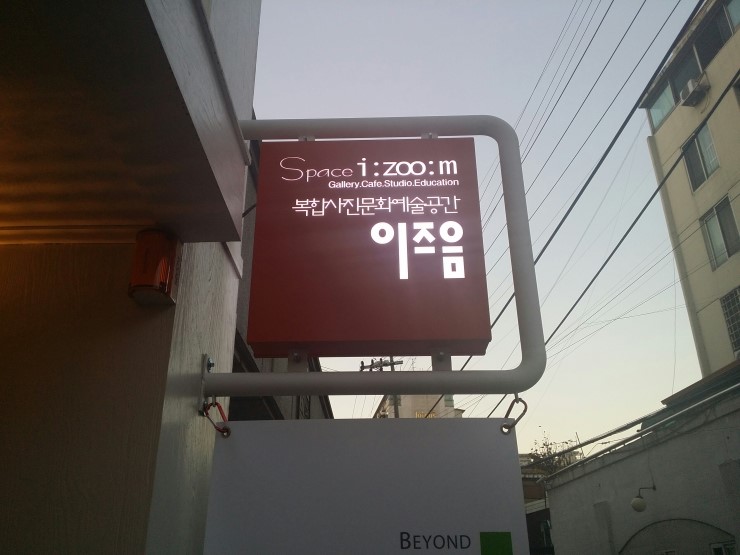 Space i:zoo:m
Gallery.Cafe.Studio.Education
복합사진문화예술공간
이즈음
BEYOND